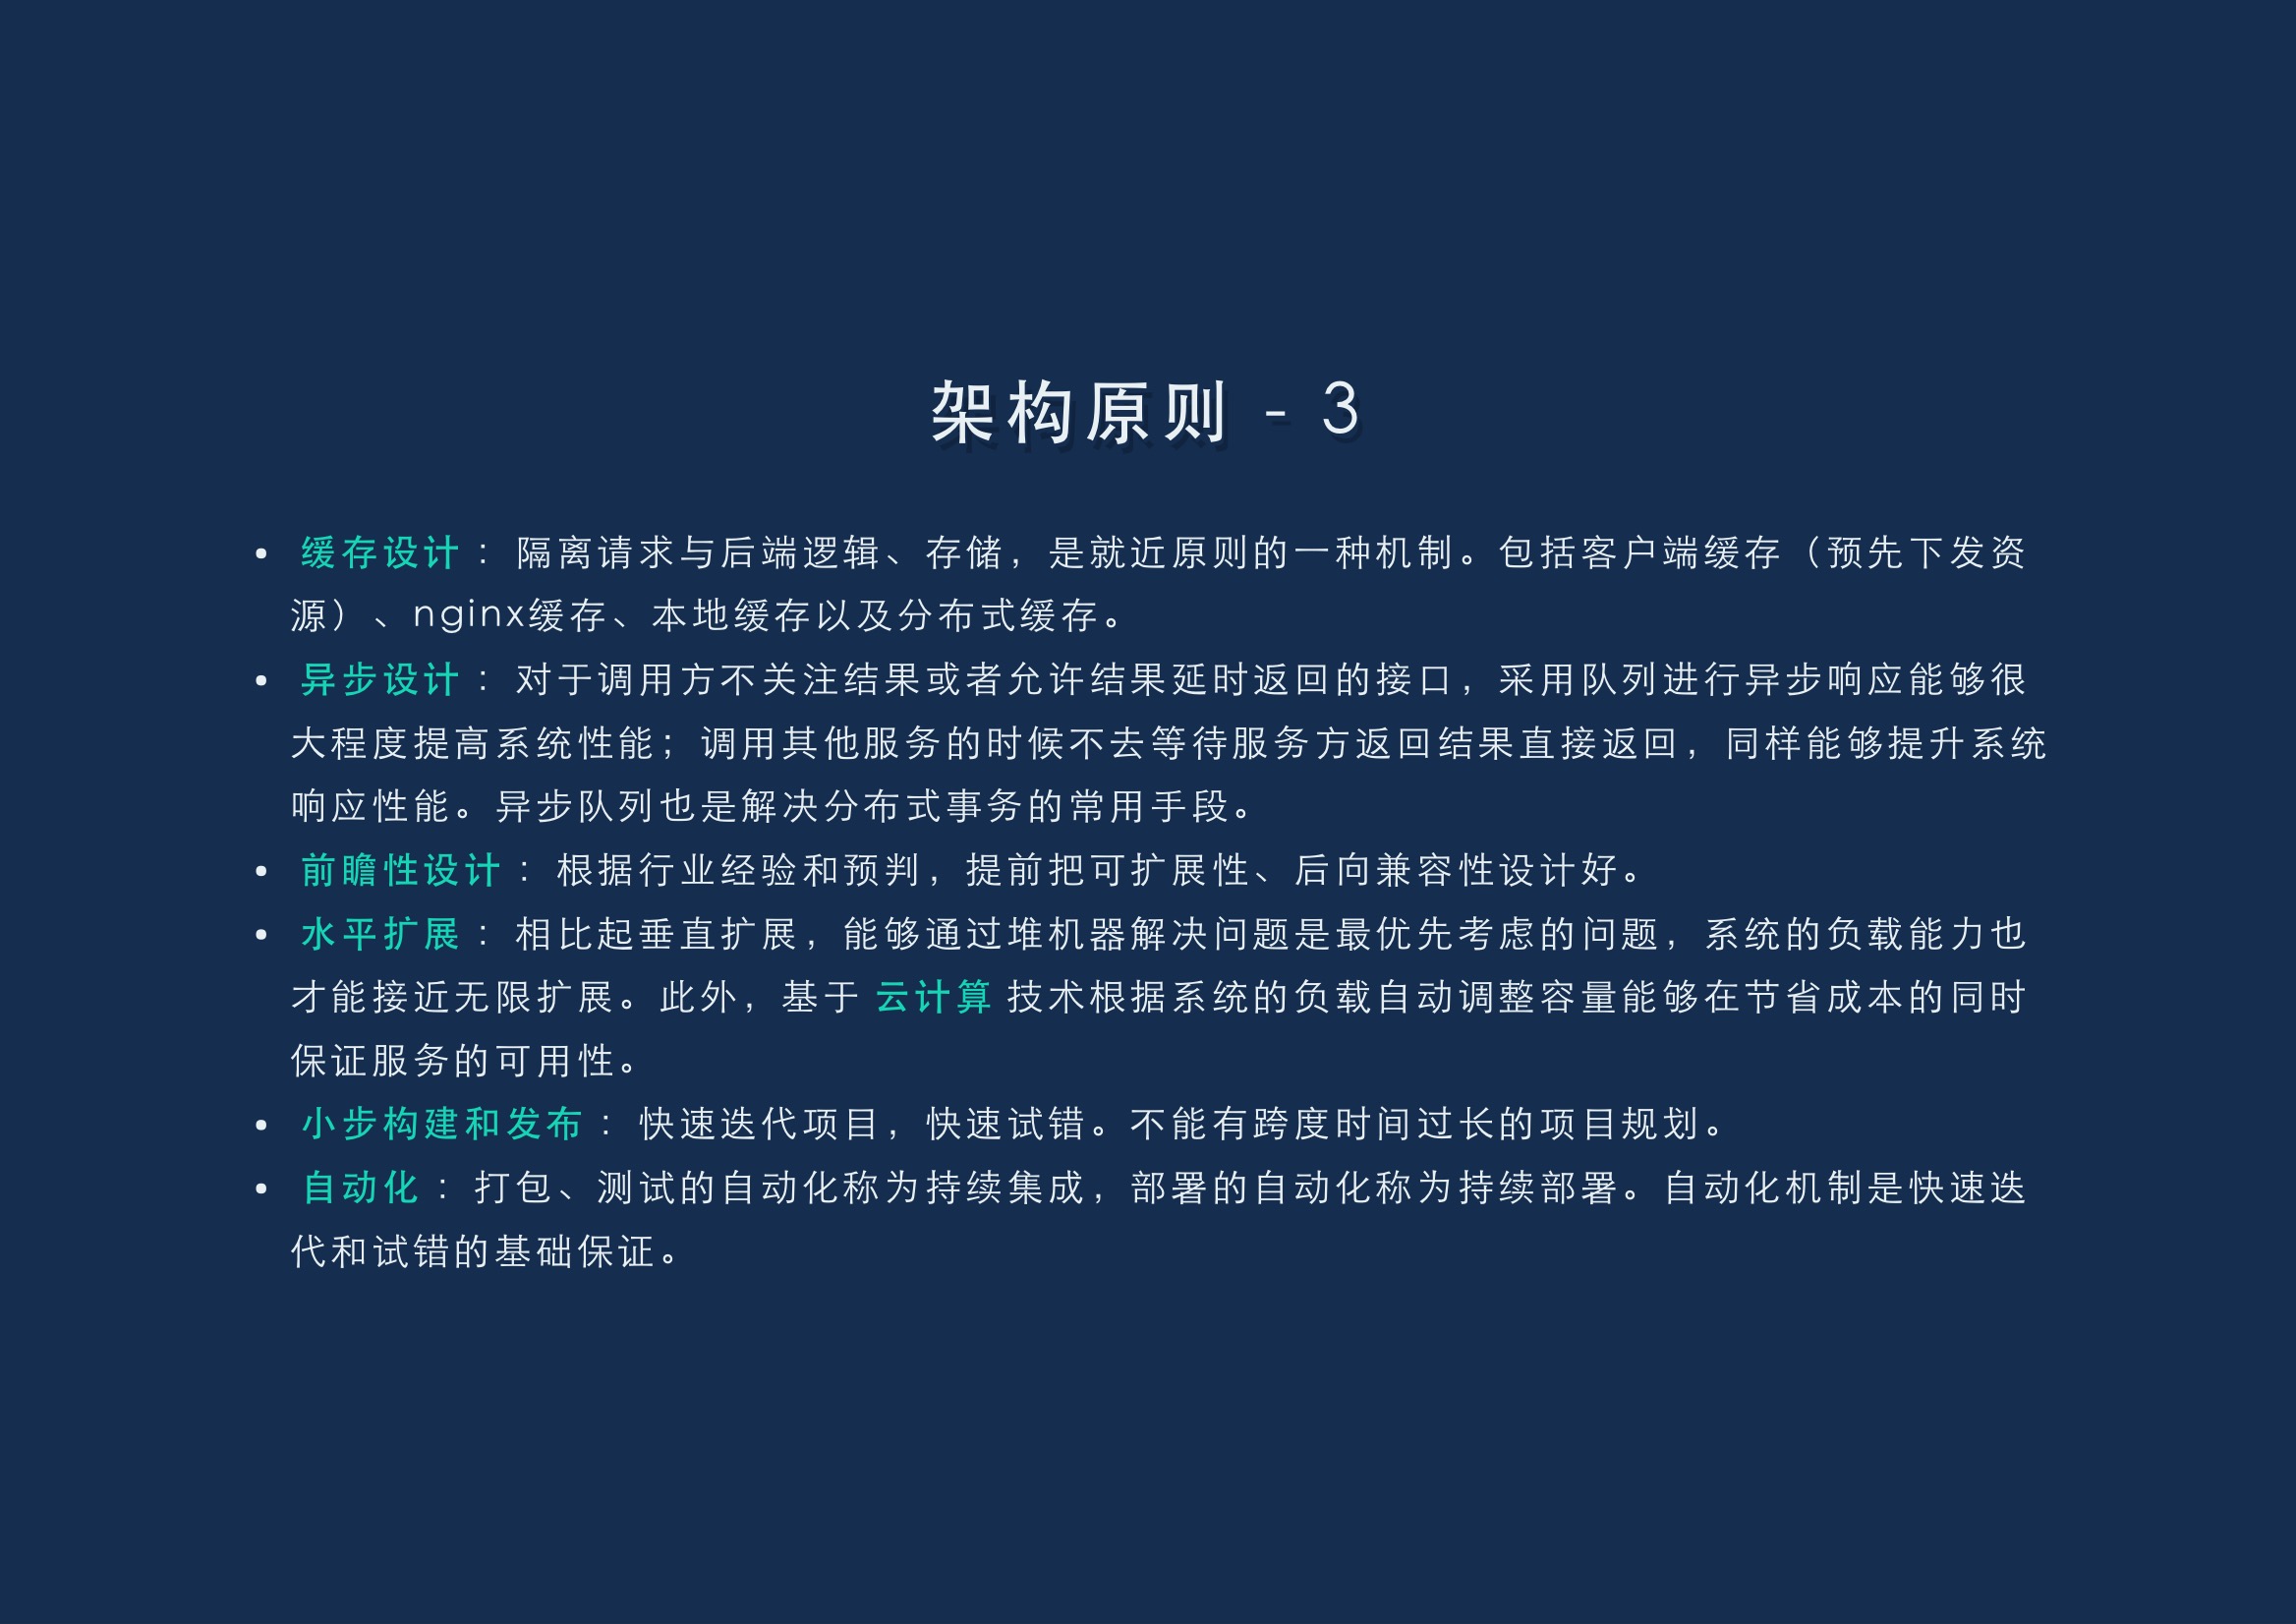 架构原则 - 3
• 缓存设计 ：隔离请求与后端逻辑、存储，是就近原则的一种机制。包括客户端缓存（预先下发资
源）、nginx缓存、本地缓存以及分布式缓存。
• 异步设计 ：对于调用方不关注结果或者允许结果延时返回的接口，采用队列进行异步响应能够很
大程度提高系统性能；调用其他服务的时候不去等待服务方返回结果直接返回，同样能够提升系统
响应性能。异步队列也是解决分布式事务的常用手段。
• 前瞻性设计 ：根据行业经验和预判，提前把可扩展性、后向兼容性设计好。
• 水平扩展 ：相比起垂直扩展，能够通过堆机器解决问题是最优先考虑的问题，系统的负载能力也
才能接近无限扩展。此外，基于 云计算 技术根据系统的负载自动调整容量能够在节省成本的同时
保证服务的可用性。
• 小步构建和发布 ：快速迭代项目，快速试错。不能有跨度时间过长的项目规划。
• 自动化 ：打包、测试的自动化称为持续集成，部署的自动化称为持续部署。自动化机制是快速迭
代和试错的基础保证。